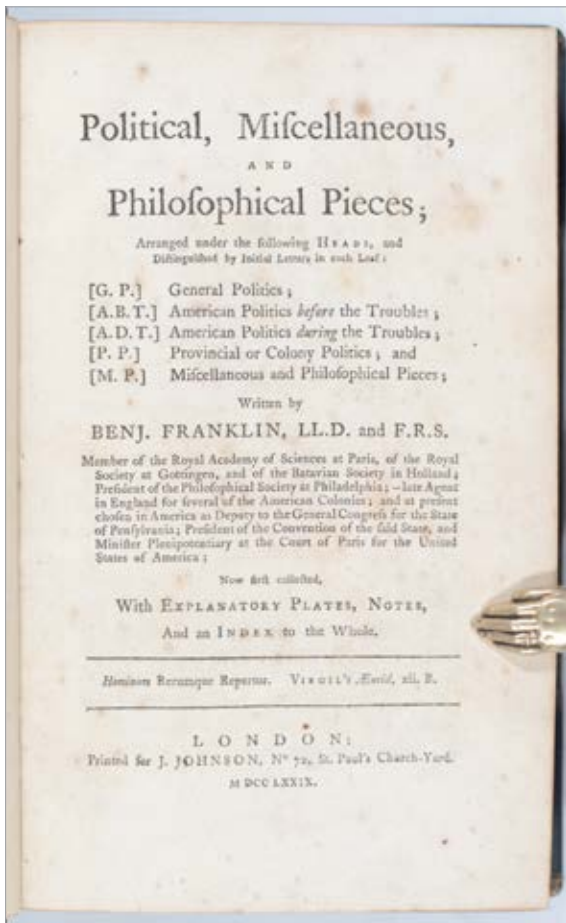 Political, Miſcellaneous,
AND
Philoſophical Pieces;
Arranged under the following HEADS, and
Diſtinguiſhed by Initial Letters in each Leaf:
[G. P.] General Politics;
[A.B.T.] American Politics before the Troubles;
[A.D.T.] American Politics during the Troubles;
[P. P.] Provincial or Colony Politics; and
[M. P.] Miſcellaneous and Philoſophical Pieces;
Written by
BENJ. FRANKLIN, LL.D. and F.R.S.
Member of the Royal Academy of Sciences at Paris, of the Royal
Society at Gottingen, and of the Batavian Society in Holland;
Preſident of the Philoſophical Society at Philadelphia; late Agent
in England for ſeveral of the American Colonies; and at preſent
choſen in America as Deputy to the General Congreſs for the State
of Penſylvania; Preſident of the Convention of the ſaid State, and
Miniſter Plenipotentiary at the Court of Paris for the United
States of America;
Now firſt collected,
With EXPLANATORY PLATES, NOTES,
And an INDEX to the Whole.
Hominum Rerumque Repertor. VIRGIL's Æneid, xii.
LONDON:
Printed for J. JOHNSON, Nº 72, St. Paul's Church-Yard.
M DCC LXXIX.